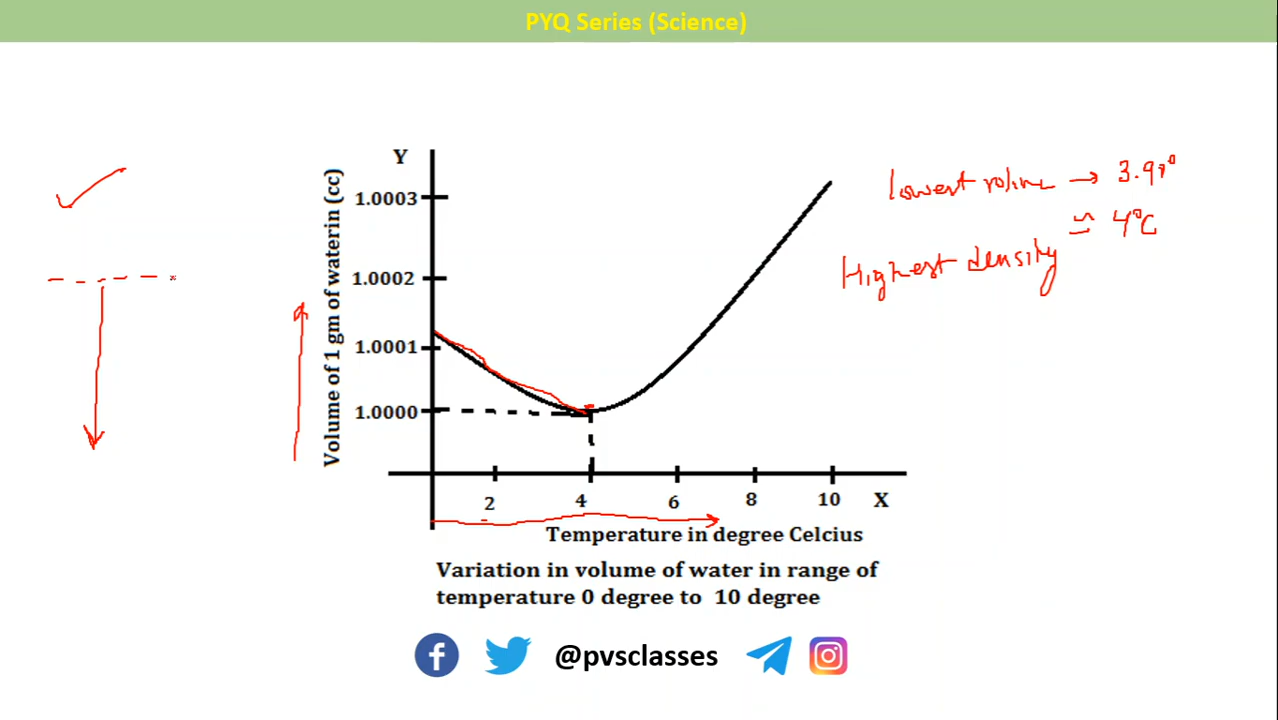 PYQ Series (Science)
Y
Volume of 1 gm of waterin (cc)
1.0003
1.0002
1.0001
1.0000
2 4 6 8 10 X
Temperature in degree Celcius
Variation in volume of water in range of
temperature 0 degree to 10 degree
@pvsclasses
Lowest → 3.9
≃ 4°C
Highest density